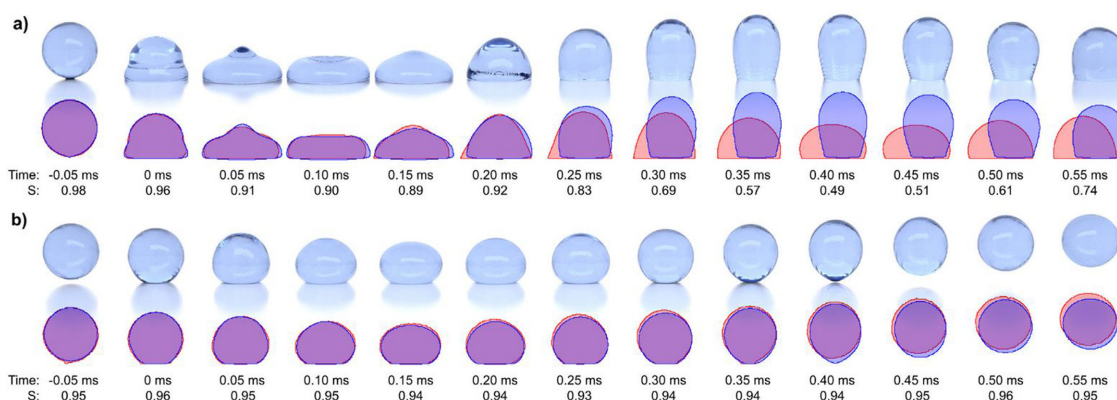 a)
Time: -0.05 ms 0 ms 0.05 ms 0.10 ms 0.15 ms 0.20 ms 0.25 ms 0.30 ms 0.35 ms 0.40 ms 0.45 ms 0.50 ms 0.55 ms
S: 0.98 0.96 0.91 0.90 0.89 0.92 0.83 0.69 0.57 0.49 0.51 0.61 0.74
b)
Time: -0.05 ms 0 ms 0.05 ms 0.10 ms 0.15 ms 0.20 ms 0.25 ms 0.30 ms 0.35 ms 0.40 ms 0.45 ms 0.50 ms 0.55 ms
S: 0.95 0.96 0.95 0.95 0.94 0.94 0.93 0.94 0.94 0.94 0.95 0.96 0.95